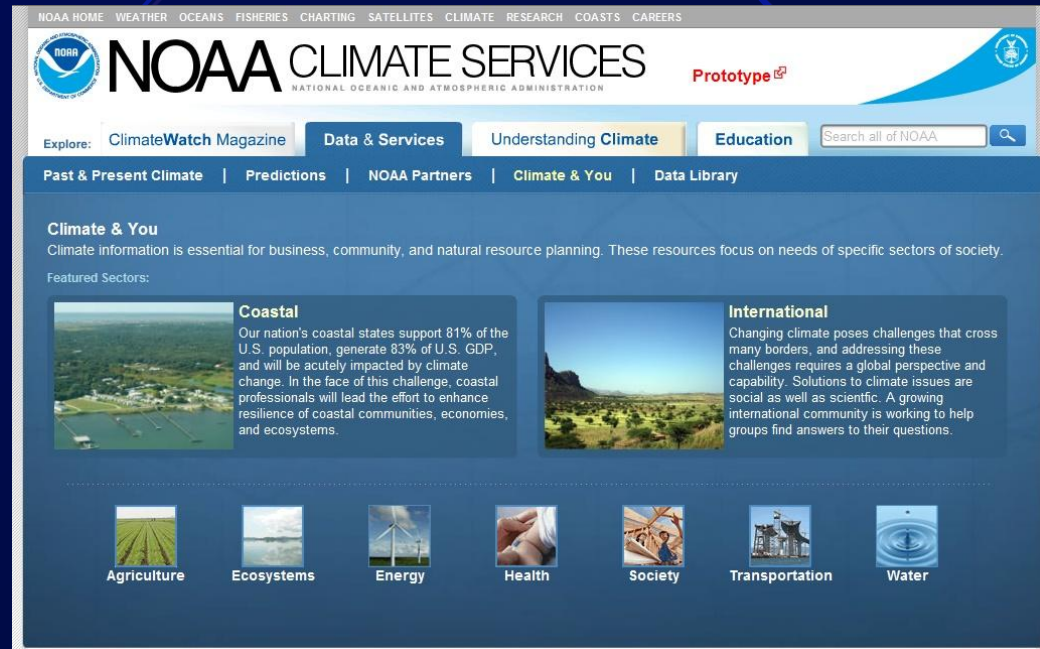 NOAA HOME WEATHER OCEANS FISHERIES CHARTING SATELLITES CLIMATE RESEARCH COASTS CAREERS
NOAA
NOAA CLIMATE SERVICES
NATIONAL OCEANIC AND ATMOSPHERIC ADMINISTRATION
Prototype
Explore: ClimateWatch Magazine Data & Services Understanding Climate Education Search all of NOAA
Past & Present Climate | Predictions | NOAA Partners | Climate & You | Data Library
Climate & You
Climate information is essential for business, community, and natural resource planning. These resources focus on needs of specific sectors of society.
Featured Sectors:
Coastal
Our nation's coastal states support 81% of the
U.S. population, generate 83% of U.S. GDP,
and will be acutely impacted by climate
change. In the face of this challenge, coastal
professionals will lead the effort to enhance
resilience of coastal communities, economies,
and ecosystems.
International
Changing climate poses challenges that cross
many borders, and addressing these
challenges requires a global perspective and
capability. Solutions to climate issues are
social as well as scientfic. A growing
international community is working to help
groups find answers to their questions.
Agriculture Ecosystems Energy Health Society Transportation Water